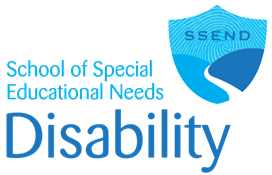 SSEND
School of Special
Educational Needs
Disability